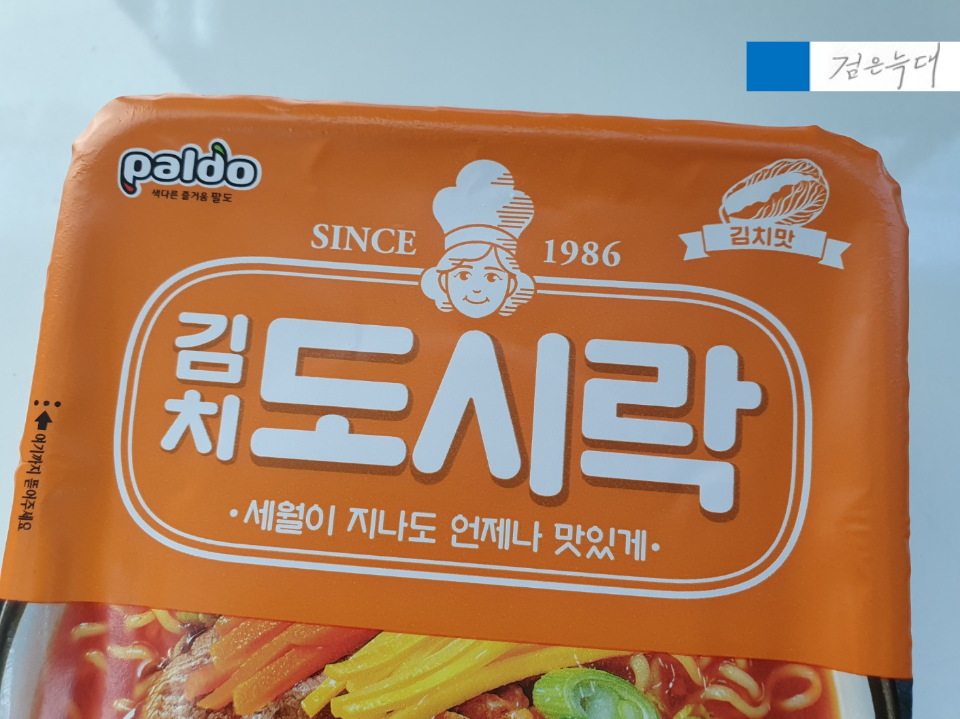 검은늑대
paldo
색다른 즐거움 팔도
SINCE 1986
김치맛
김치 도시락
·세월이 지나도 언제나 맛있게·
여기까지 뜯어주세요